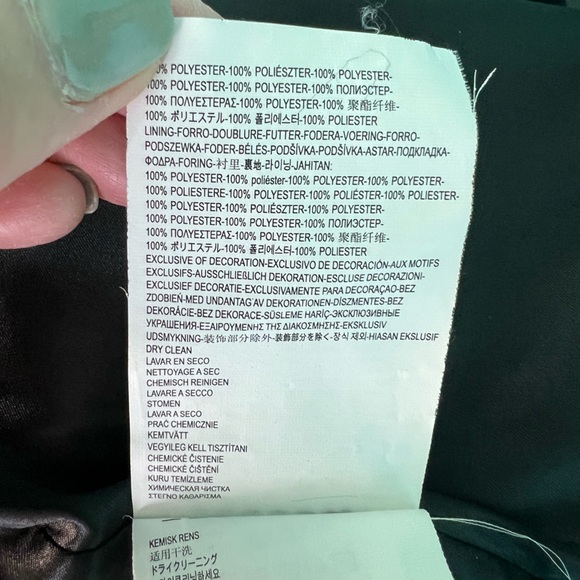 % POLYESTER-100% POLIÉSZTER-100% POLYESTER-
100% POLYESTER-100% POLYESTER-100% ПОЛИЭСТЕР-
100% ΠΟΛΥΕΣΤΕΡΑΣ-100% POLYESTER-100% 聚酯纤维-
100% ポリエステル-100% 폴리에스터-100% POLIESTER
LINING-FORRO-DOUBLURE-FUTTER-FODERA-VOERING-FORRO-
PODSZEWKA-FODER-BÉLÉS-PODŠÍVKA-PODŠÍVKA-ASTAR-ПОДКЛАДКА-
ΦΟΔΡΑ-FORING-衬里-裏地-라이닝-JAHITAN:
100% POLYESTER-100% poliéster-100% POLYESTER-100% POLYESTER-
100% POLIESTERE-100% POLYESTER-100% POLIÉSTER-100% POLIESTER-
100% POLYESTER-100% POLIÉSZTER-100% POLYESTER-
100% POLYESTER-100% POLYESTER-100% ПОЛИЭСТЕР-
100% ΠΟΛΥΕΣΤΕΡΑΣ-100% POLYESTER-100% 聚酯纤维-
100% ポリエステル-100% 폴리에스터-100% POLIESTER
EXCLUSIVE OF DECORATION-EXCLUSIVO DE DECORACIÓN-AUX MOTIFS
EXCLUSIFS-AUSSCHLIEßLICH DEKORATION-ESCLUSE DECORAZIONI-
EXCLUSIEF DECORATIE-EXCLUSIVAMENTE PARA DECORAÇAO-BEZ
ZDOBIEŃ-MED UNDANTAG AV DEKORATIONEN-DÍSZMENTES-BEZ
DEKORÁCIE-BEZ DEKORACE-SÜSLEME HARİÇ-ЭКСКЛЮЗИВНЫЕ
УКРАШЕНИЯ-ΕΞΑΙΡΟΥΜΕΝΗΣ ΤΗΣ ΔΙΑΚΟΣΜΗΣΗΣ-EKSKLUSIV
UDSMYKNING-装饰部分除外-装飾部分を除く-장식 제외-HIASAN EKSLUSIF
DRY CLEAN
LAVAR EN SECO
NETTOYAGE A SEC
CHEMISCH REINIGEN
LAVARE A SECCO
STOMEN
LAVAR A SECO
PRAĆ CHEMICZNIE
KEMTVÄTT
VEGYILEG KELL TISZTÍTANI
CHEMICKÉ ČISTENIE
CHEMICKÉ ČIŠTĚNÍ
KURU TEMİZLEME
ХИМИЧЕСКАЯ ЧИСТКА
ΣΤΕΓΝΟ ΚΑΘΑΡΙΣΜΑ
KEMISK RENS
适用干洗
ドライクリーニング